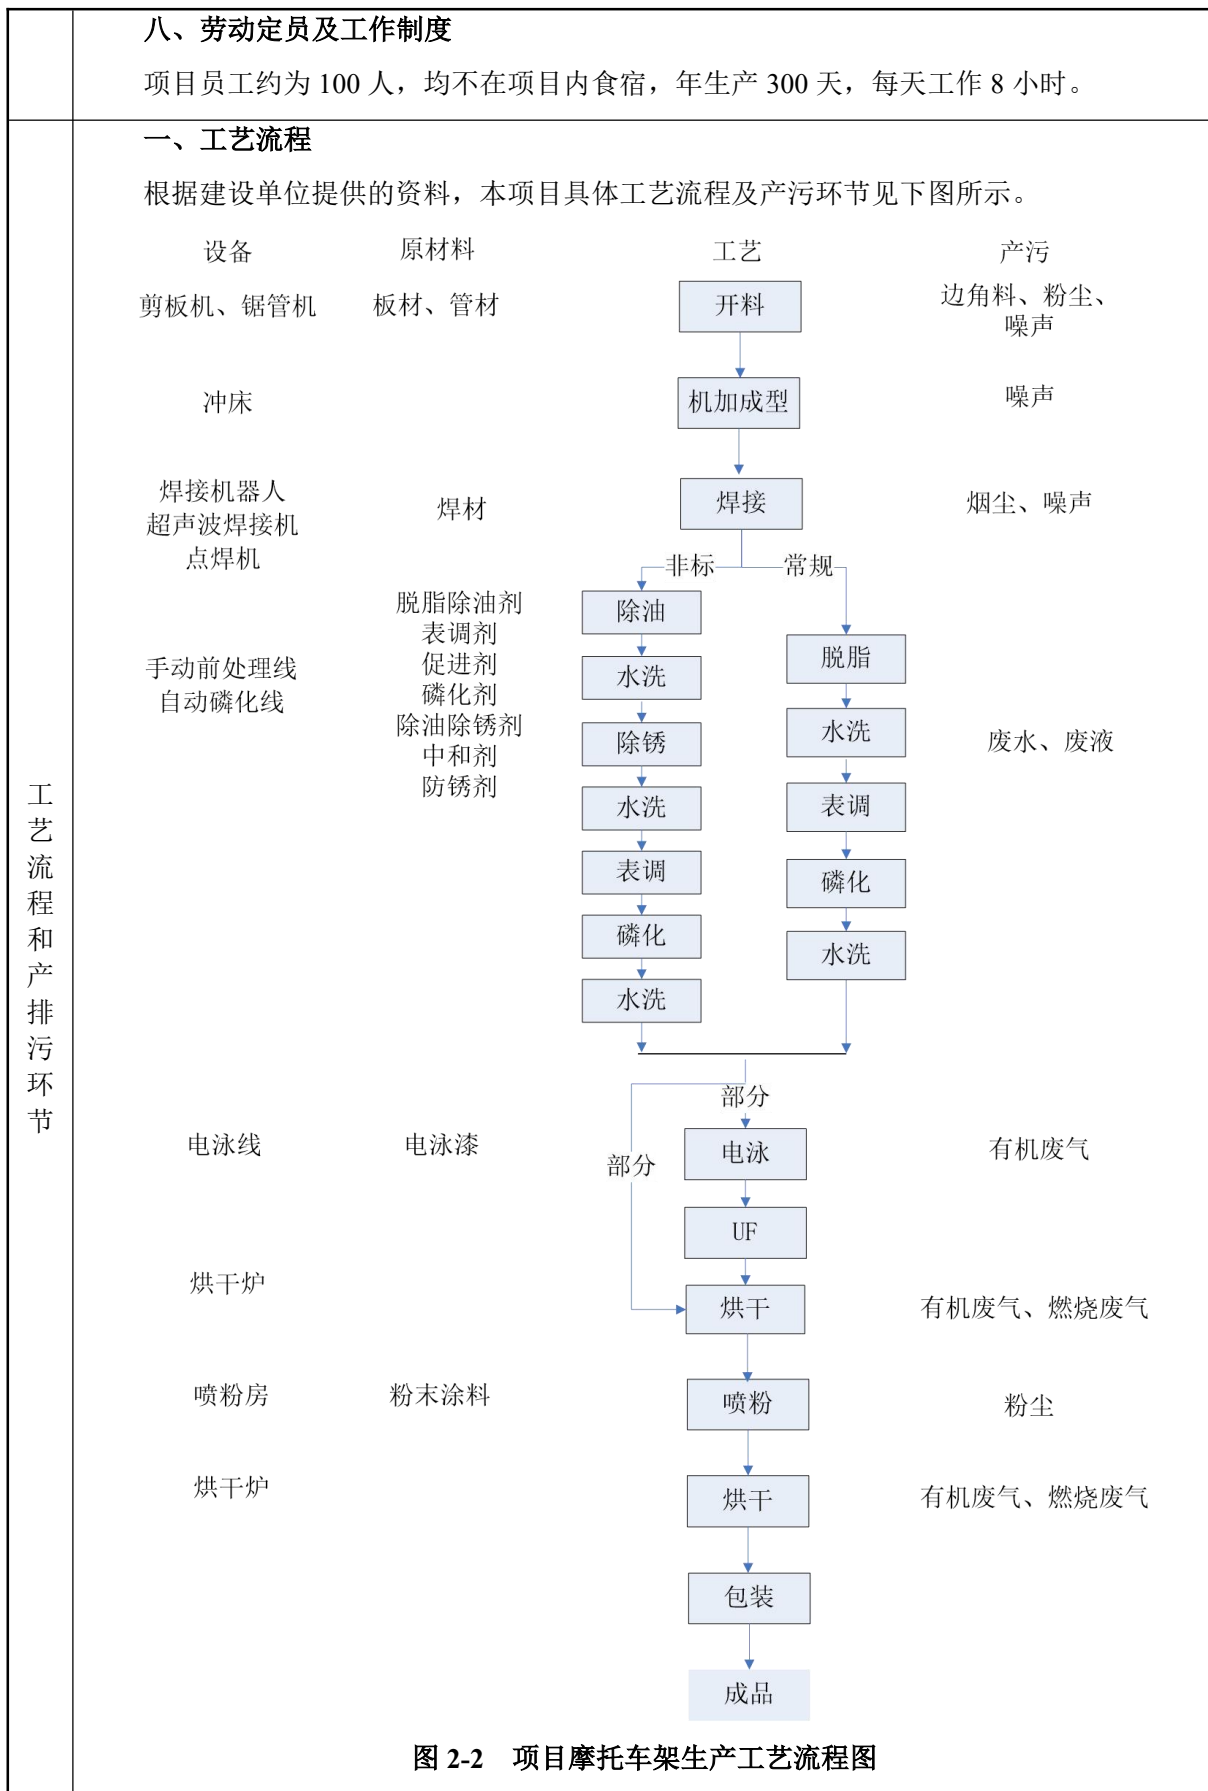 八、劳动定员及工作制度
项目员工约为 100 人，均不在项目内食宿，年生产 300 天，每天工作 8 小时。
工艺流程和产排污环节
一、工艺流程
根据建设单位提供的资料，本项目具体工艺流程及产污环节见下图所示。
设备 原材料 工艺 产污
剪板机、锯管机 板材、管材 开料 边角料、粉尘、
噪声
冲床 机加成型 噪声
焊接机器人
超声波焊接机
点焊机
焊材 焊接 烟尘、噪声
非标 常规
手动前处理线
自动磷化线
脱脂除油剂
表调剂
促进剂
磷化剂
除油除锈剂
中和剂
防锈剂
除油
水洗
除锈
水洗
表调
磷化
水洗
脱脂
水洗
表调
磷化
水洗
废水、废液
部分
部分
电泳线 电泳漆 电泳 有机废气
UF
烘干炉 烘干 有机废气、燃烧废气
喷粉房 粉末涂料 喷粉 粉尘
烘干炉 烘干 有机废气、燃烧废气
包装
成品
图 2-2 项目摩托车架生产工艺流程图